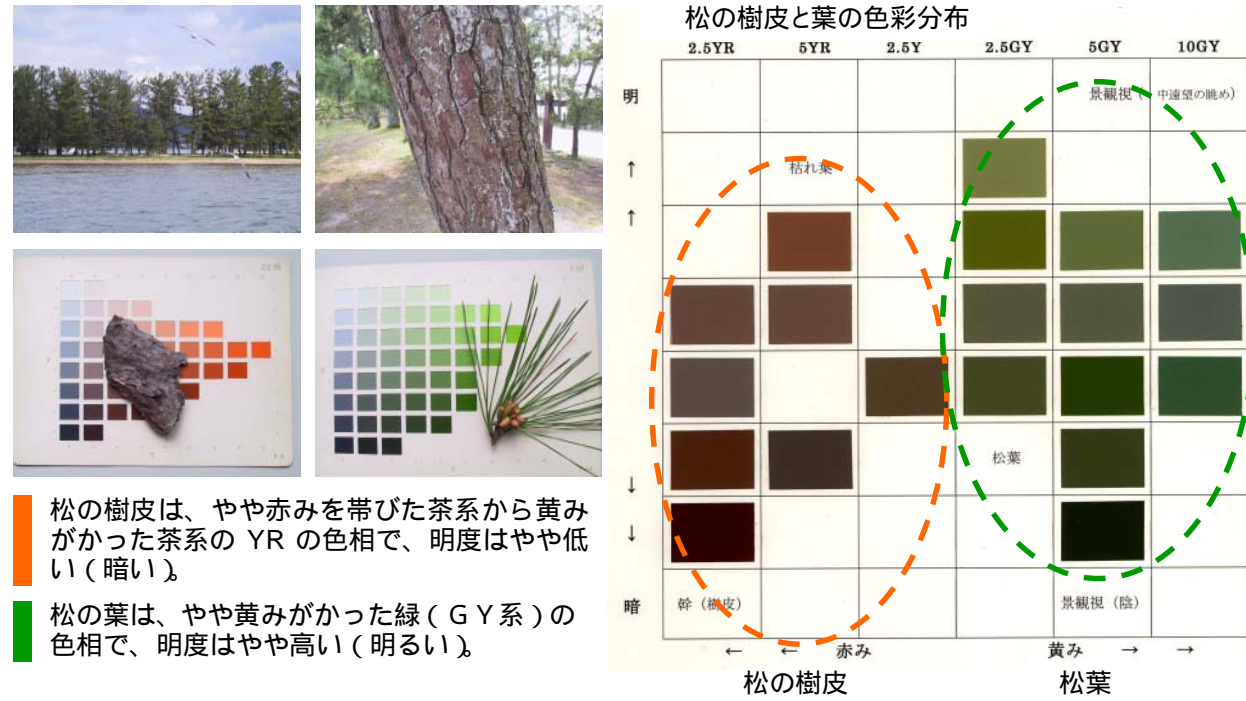 松の樹皮と葉の色彩分布
2.5YR 5YR 2.5Y 2.5GY 5GY 10GY
明
景観視(中遠望の眺め)
↑
枯れ葉
↑
↓
松葉
↓
暗
幹(樹皮)
景観視(陰)
← ← 赤み 黄み → →
松の樹皮 松葉
松の樹皮は、やや赤みを帯びた茶系から黄み
がかった茶系の YR の色相で、明度はやや低
い(暗い)。
松の葉は、やや黄みがかった緑(GY系)の
色相で、明度はやや高い(明るい)。